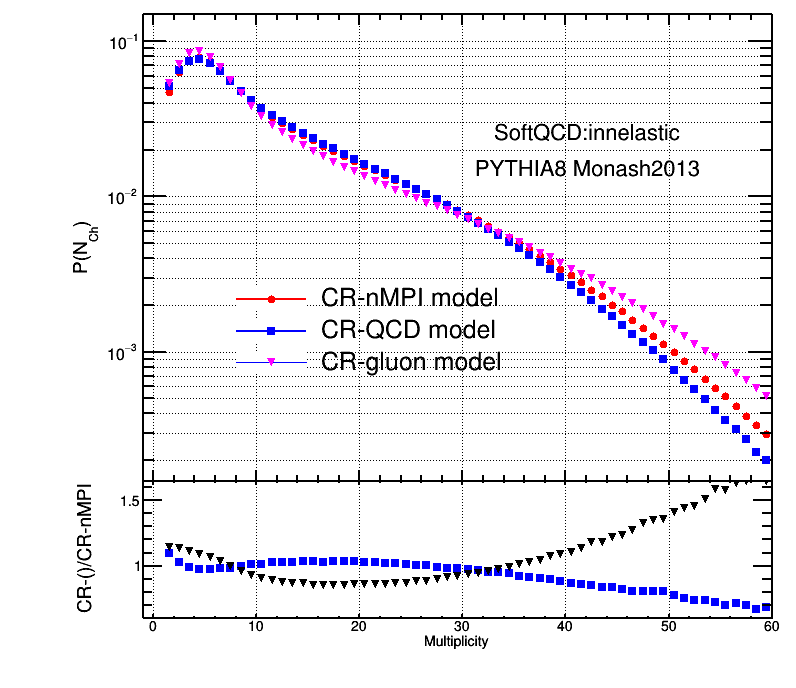 10⁻¹
SoftQCD:innelastic
PYTHIA8 Monash2013
10⁻²
P(N_Ch)
CR-nMPI model
CR-QCD model
CR-gluon model
10⁻³
1.5
1
CR-()/CR-nMPI
0 10 20 30 40 50 60
Multiplicity